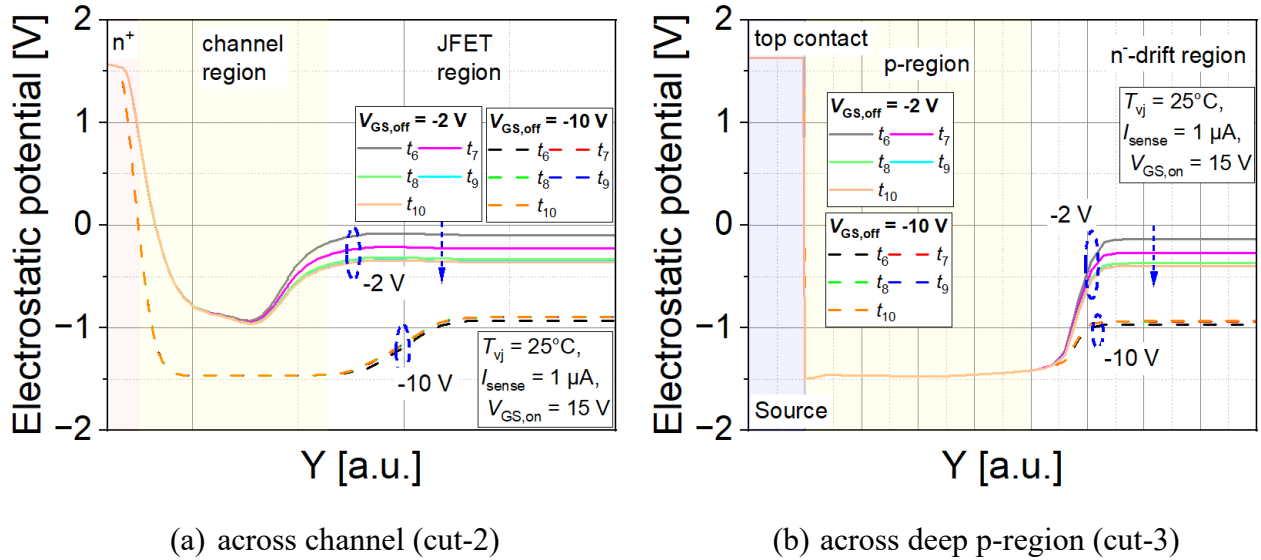 Electrostatic potential [V]
2
1
0
−1
−2
n+
channel
region
JFET
region
VGS,off = -2 V
t6 t7
t8 t9
t10
VGS,off = -10 V
t6 t7
t8 t9
t10
-2 V
-10 V
Tvj = 25°C,
Isense = 1 µA,
VGS,on = 15 V
Y [a.u.]
(a) across channel (cut-2)
Electrostatic potential [V]
2
1
0
−1
−2
top contact
p-region
n--drift region
VGS,off = -2 V
t6 t7
t8 t9
t10
VGS,off = -10 V
t6 t7
t8 t9
t10
Tvj = 25°C,
Isense = 1 µA,
VGS,on = 15 V
-2 V
-10 V
Source
Y [a.u.]
(b) across deep p-region (cut-3)